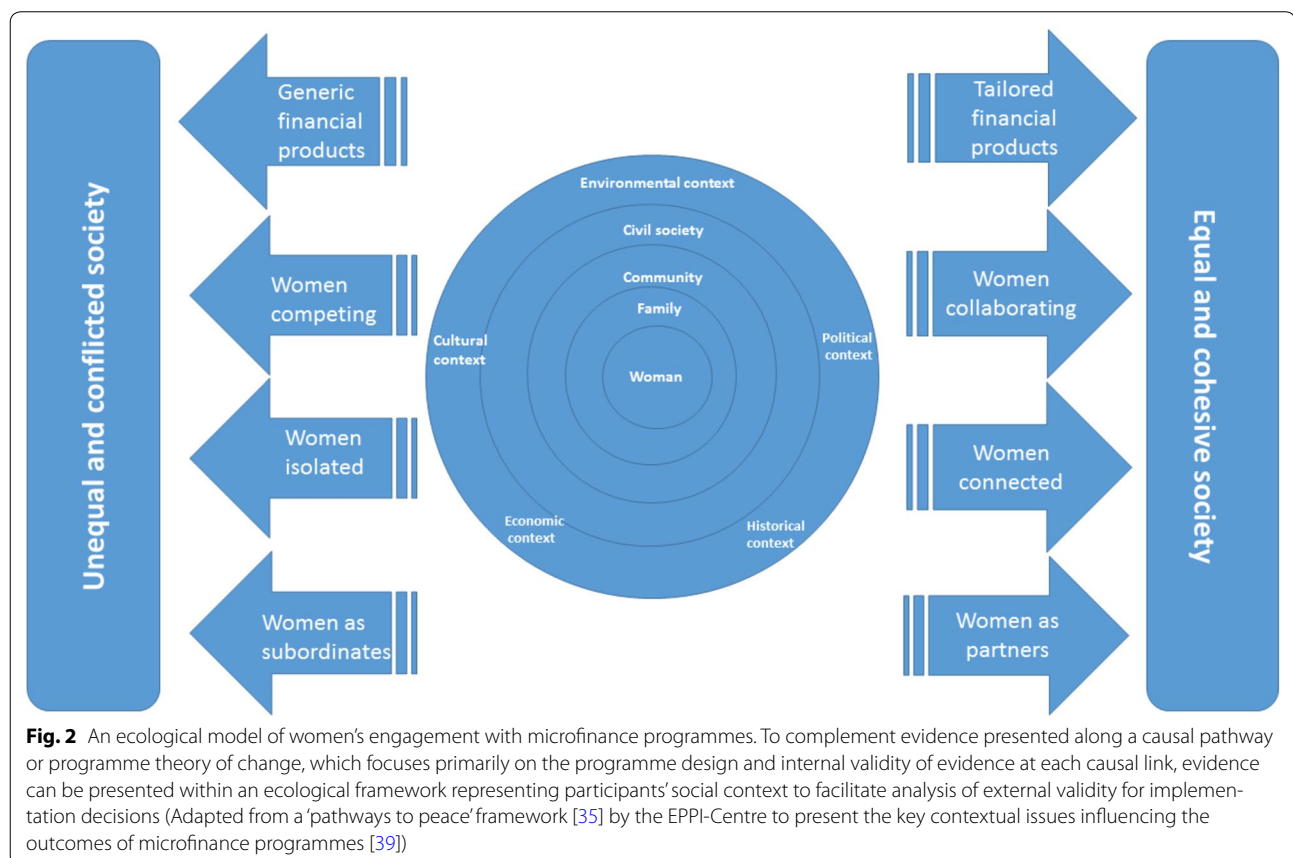 Unequal and conflicted society
Generic
financial
products
Women
competing
Women
isolated
Women as
subordinates
Environmental context
Civil society
Community
Family
Woman
Cultural
context
Political
context
Economic
context
Historical
context
Tailored
financial
products
Women
collaborating
Women
connected
Women as
partners
Equal and cohesive society
Fig. 2 An ecological model of women’s engagement with microfinance programmes. To complement evidence presented along a causal pathway
or programme theory of change, which focuses primarily on the programme design and internal validity of evidence at each causal link, evidence
can be presented within an ecological framework representing participants’ social context to facilitate analysis of external validity for implemen-
tation decisions (Adapted from a ‘pathways to peace’ framework [35] by the EPPI-Centre to present the key contextual issues influencing the
outcomes of microfinance programmes [39])